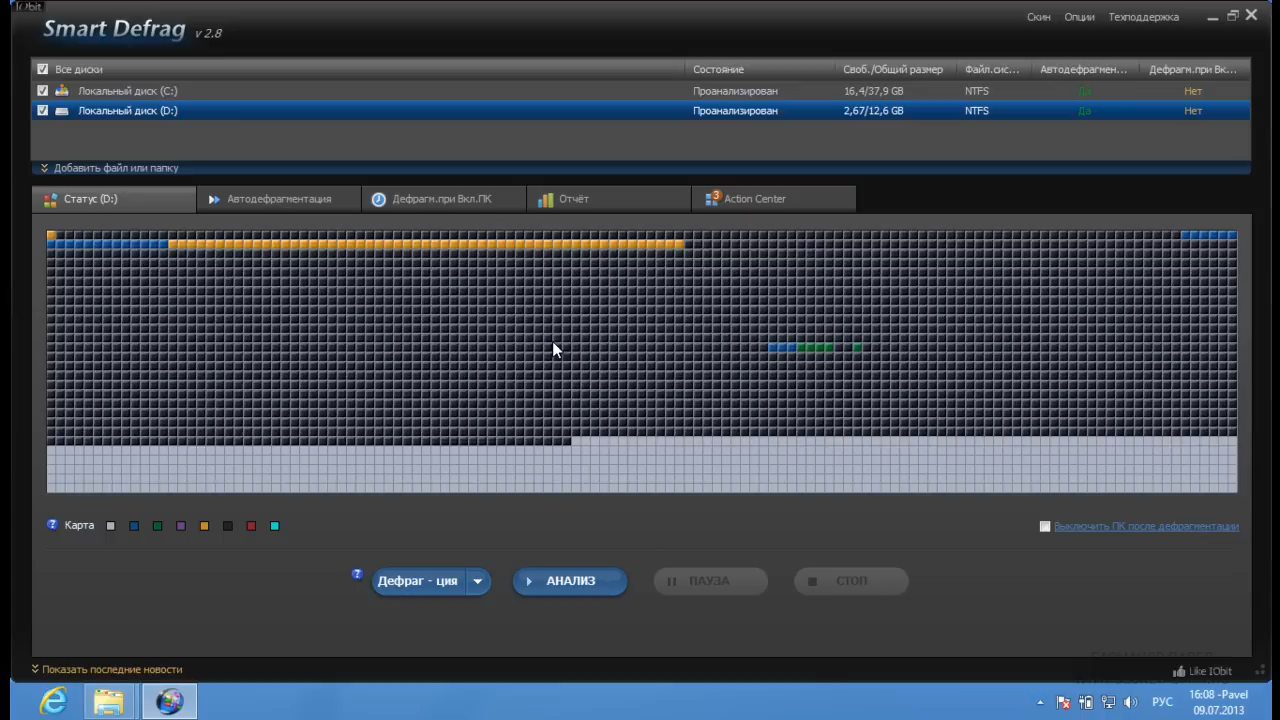 IObit
Smart Defrag v 2.8
Скин Опции Техподдержка
Все диски Состояние Своб./Общий размер Файл.сис... Автодефрагмен... Дефрагм.при Вк...
Локальный диск (C:) Проанализирован 16,4/37,9 GB NTFS Да Нет
Локальный диск (D:) Проанализирован 2,67/12,6 GB NTFS Да Нет
Добавить файл или папку
Статус (D:) Автодефрагментация Дефрагм.при Вкл.ПК Отчёт 3 Action Center
? Карта Выключить ПК после дефрагментации
? Дефраг - ция АНАЛИЗ ПАУЗА СТОП
Показать последние новости Like IObit
РУС 16:08 -Pavel
09.07.2013